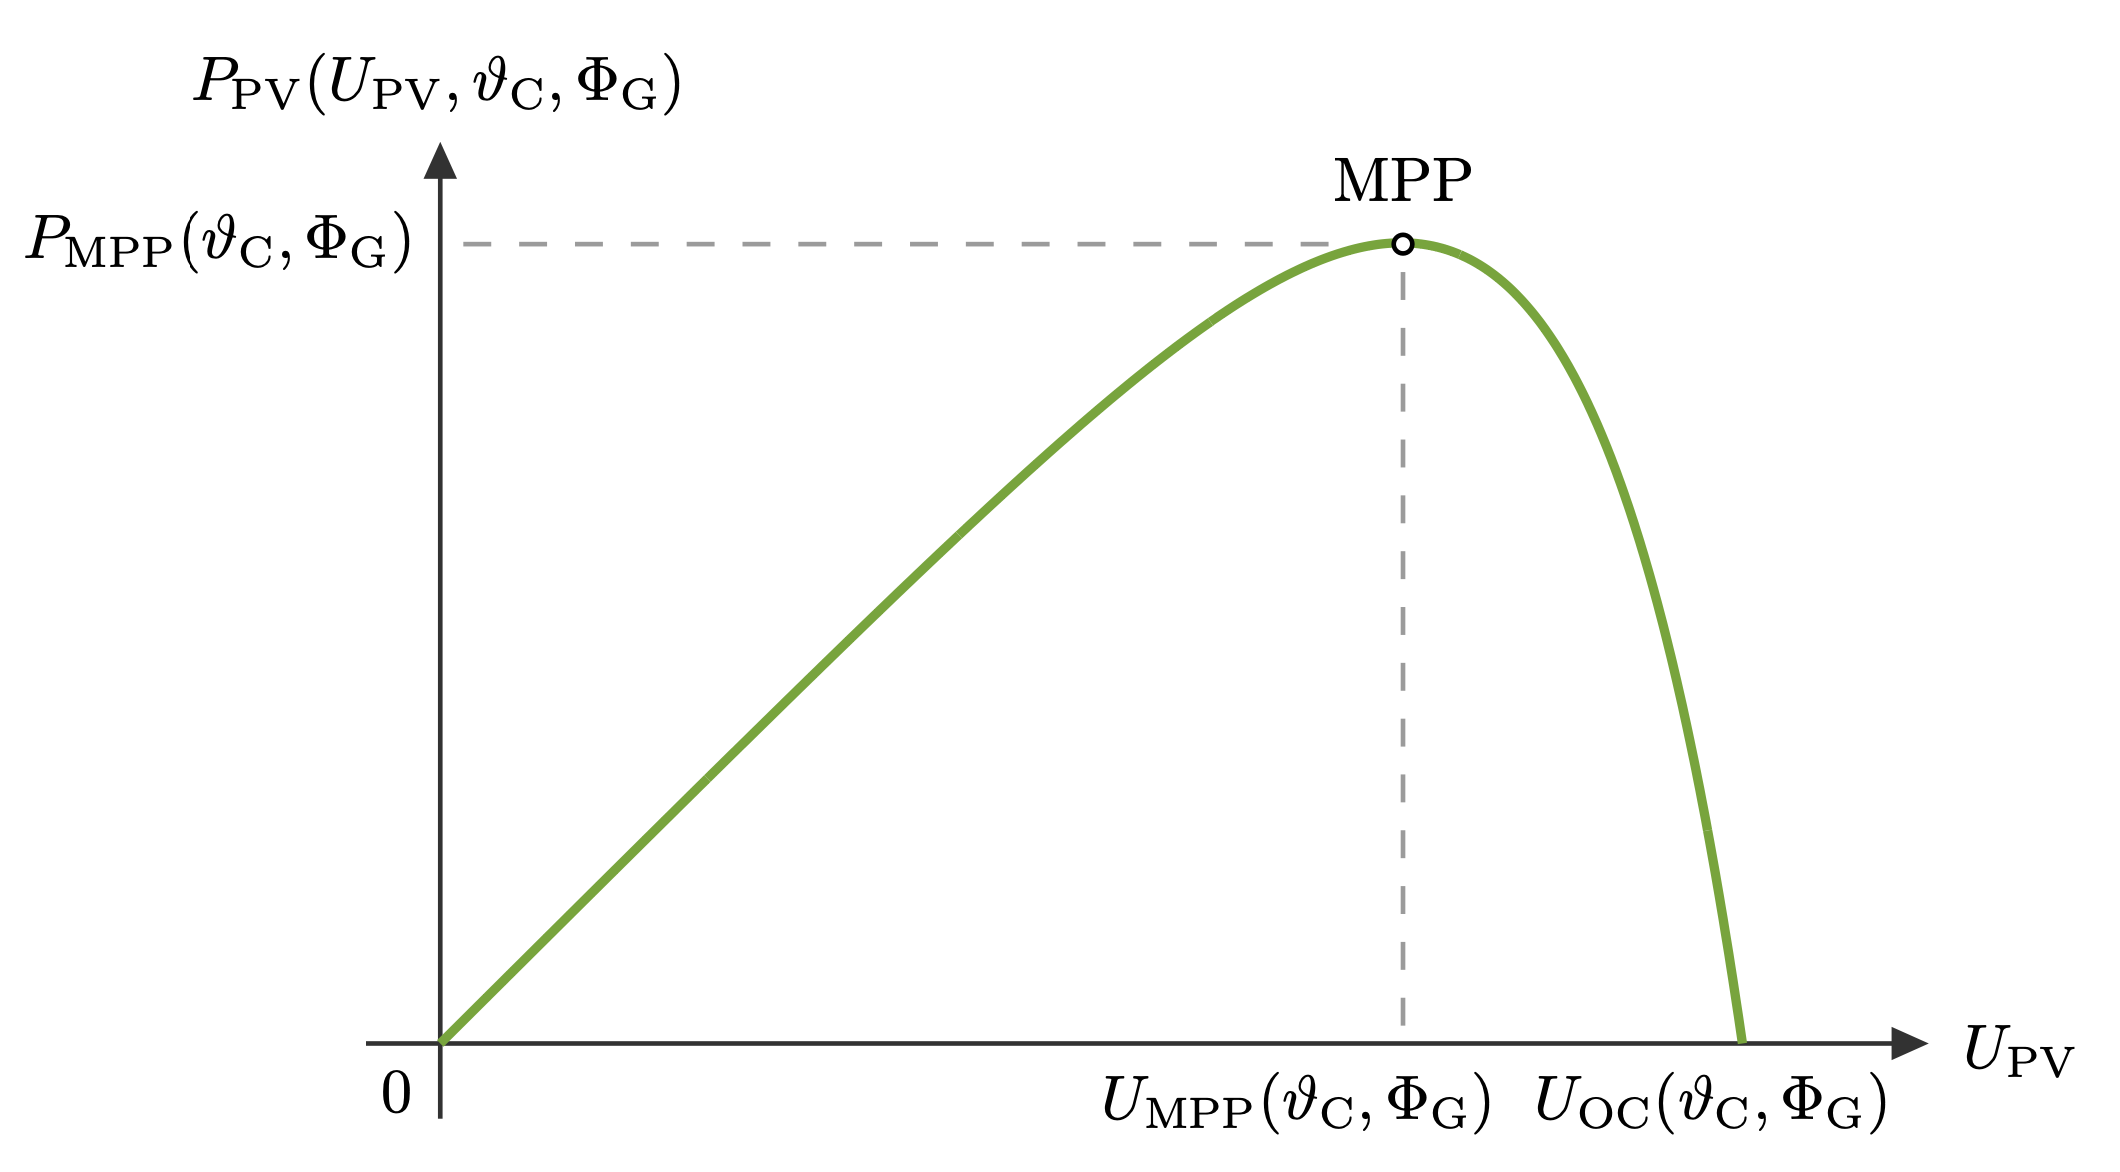 P_PV(U_PV, ϑ_C, Φ_G)
MPP
P_MPP(ϑ_C, Φ_G)
U_PV
0
U_MPP(ϑ_C, Φ_G)
U_OC(ϑ_C, Φ_G)